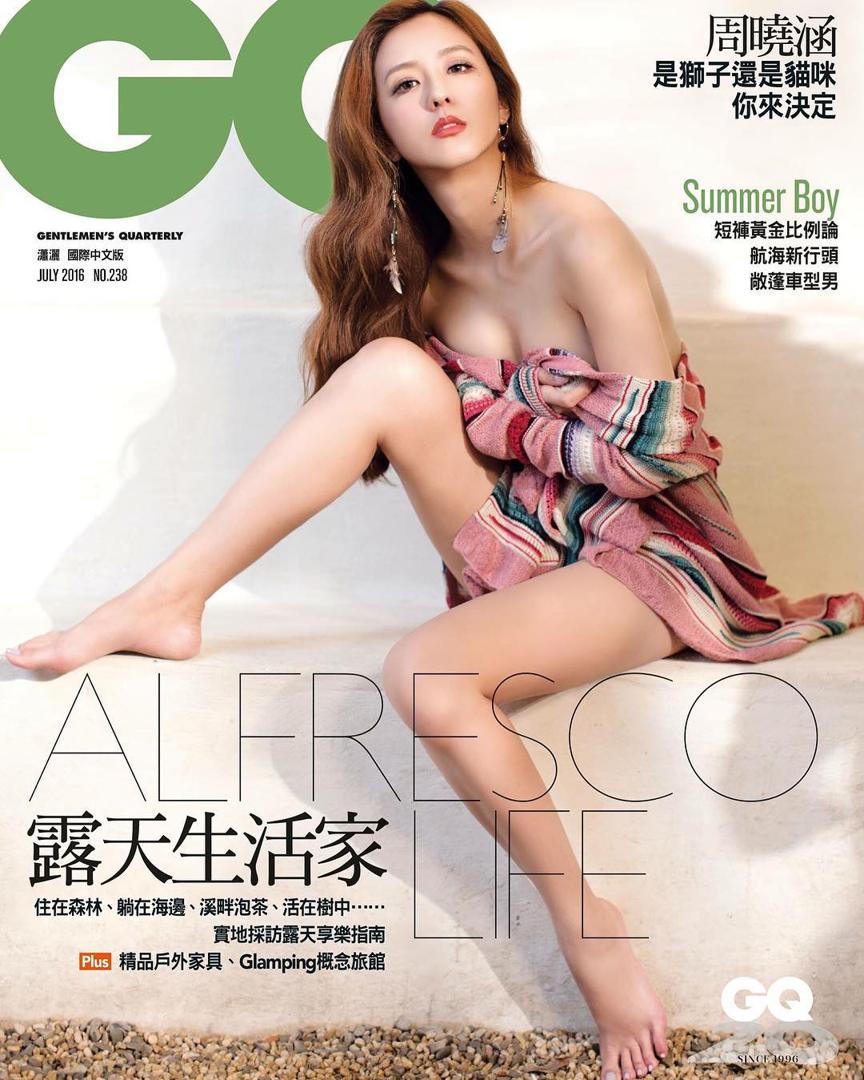 GQ
GENTLEMEN'S QUARTERLY
瀟灑 國際中文版
JULY 2016 NO.238
周曉涵
是獅子還是貓咪
你來決定
Summer Boy
短褲黃金比例論
航海新行頭
敞蓬車型男
ALFRESCO
LIFE
露天生活家
住在森林、躺在海邊、溪畔泡茶、活在樹中⋯⋯
實地採訪露天享樂指南
Plus 精品戶外家具、Glamping概念旅館
GQ
SINCE 1996